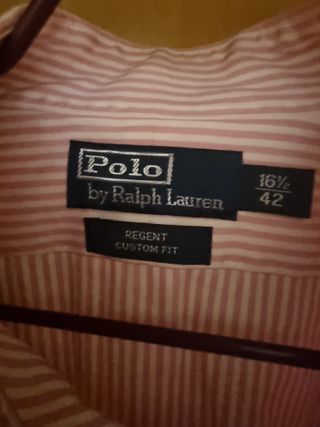 Polo
by Ralph Lauren
16½
42
REGENT
CUSTOM FIT